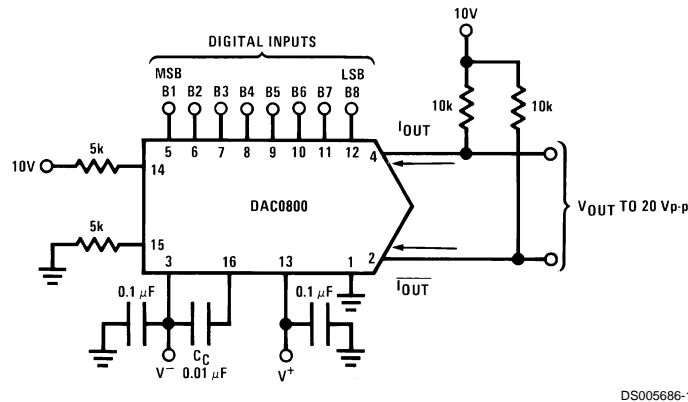 10V
DIGITAL INPUTS
MSB LSB
B1 B2 B3 B4 B5 B6 B7 B8
10k 10k
IOUT
5 6 7 8 9 10 11 12 4
5k
10V
14
DAC0800
VOUT TO 20 Vp-p
5k
15
3 16 13 1 2
IOUT
0.1 μF 0.1 μF
CC
V− 0.01 μF V+
DS005686-1